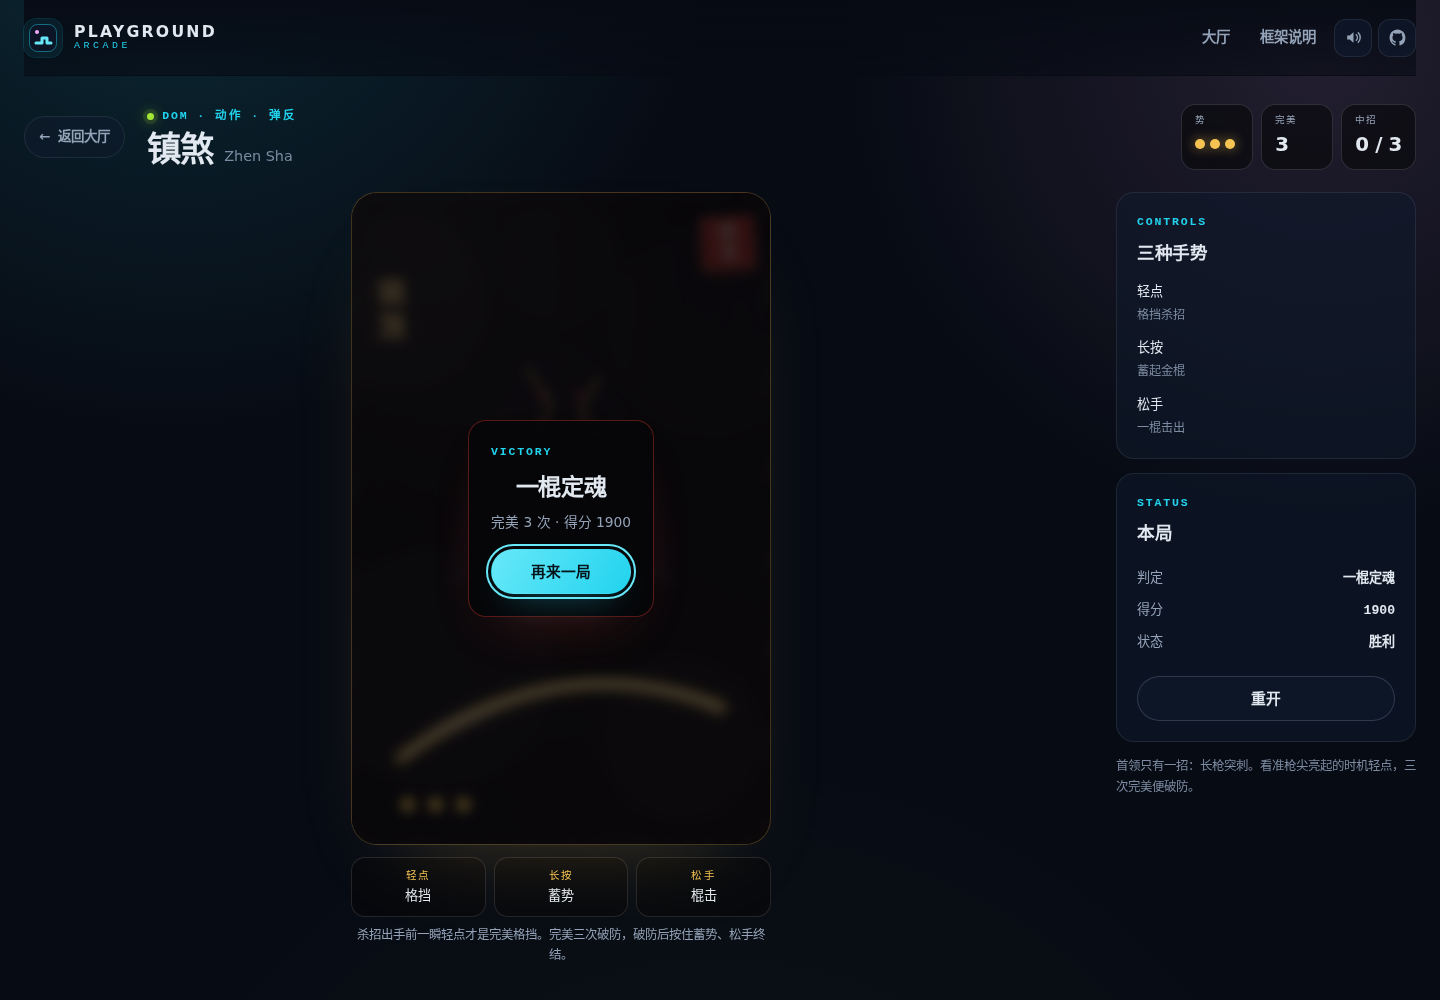 PLAYGROUND
ARCADE
大厅
框架说明
← 返回大厅
DOM · 动作 · 弹反
镇煞 Zhen Sha
势
完美
3
中招
0 / 3
VICTORY
一棍定魂
完美 3 次 · 得分 1900
再来一局
轻点
格挡
长按
蓄势
松手
棍击
杀招出手前一瞬轻点才是完美格挡。完美三次破防，破防后按住蓄势、松手终
结。
CONTROLS
三种手势
轻点
格挡杀招
长按
蓄起金棍
松手
一棍击出
STATUS
本局
判定 一棍定魂
得分 1900
状态 胜利
重开
首领只有一招：长枪突刺。看准枪尖亮起的时机轻点，三
次完美便破防。